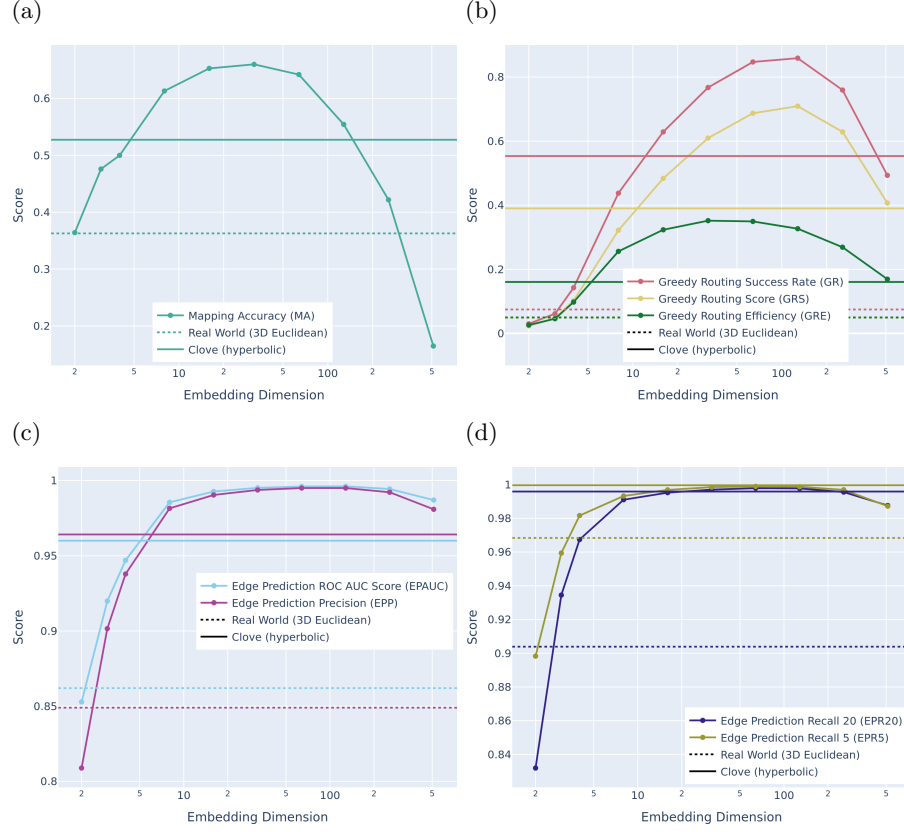 (a)
0.6
0.5
0.4
0.3
0.2
Score
2
5
10
2
5
100
2
5
Embedding Dimension
Mapping Accuracy (MA)
Real World (3D Euclidean)
Clove (hyperbolic)
(b)
0.8
0.6
0.4
0.2
0
Score
2
5
10
2
5
100
2
5
Embedding Dimension
Greedy Routing Success Rate (GR)
Greedy Routing Score (GRS)
Greedy Routing Efficiency (GRE)
Real World (3D Euclidean)
Clove (hyperbolic)
(c)
1
0.95
0.9
0.85
0.8
Score
2
5
10
2
5
100
2
5
Embedding Dimension
Edge Prediction ROC AUC Score (EPAUC)
Edge Prediction Precision (EPP)
Real World (3D Euclidean)
Clove (hyperbolic)
(d)
1
0.98
0.96
0.94
0.92
0.9
0.88
0.86
0.84
Score
2
5
10
2
5
100
2
5
Embedding Dimension
Edge Prediction Recall 20 (EPR20)
Edge Prediction Recall 5 (EPR5)
Real World (3D Euclidean)
Clove (hyperbolic)